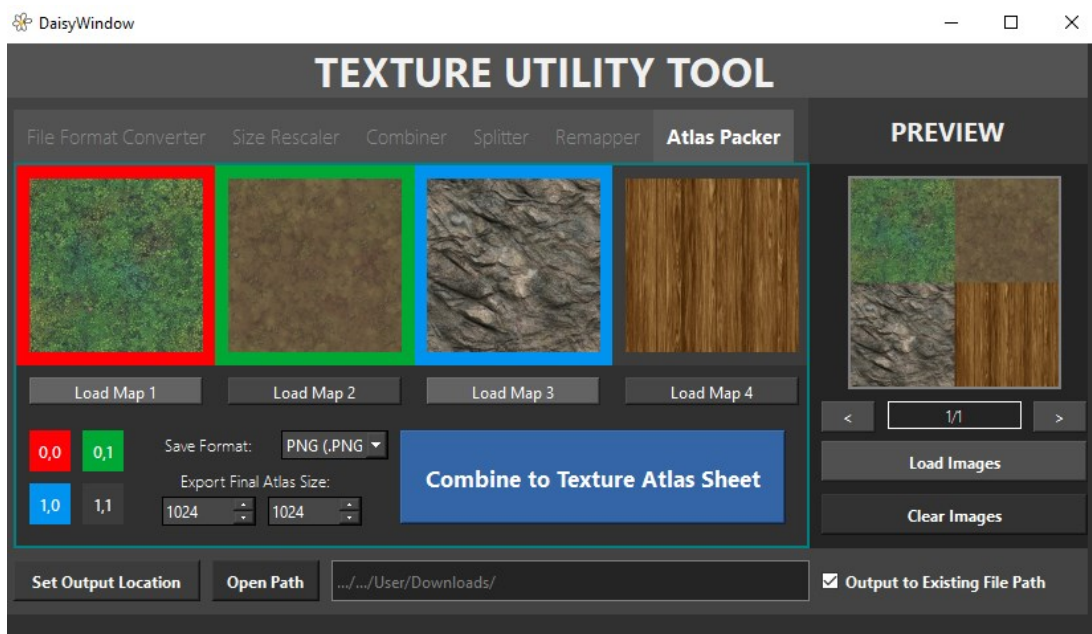 DaisyWindow
TEXTURE UTILITY TOOL
File Format Converter
Size Rescaler
Combiner
Splitter
Remapper
Atlas Packer
PREVIEW
Load Map 1
Load Map 2
Load Map 3
Load Map 4
< 1/1 >
0,0 0,1
Save Format: PNG (.PNG
Load Images
Export Final Atlas Size:
Combine to Texture Atlas Sheet
1,0 1,1
1024 1024
Clear Images
Set Output Location
Open Path
.../.../User/Downloads/
Output to Existing File Path